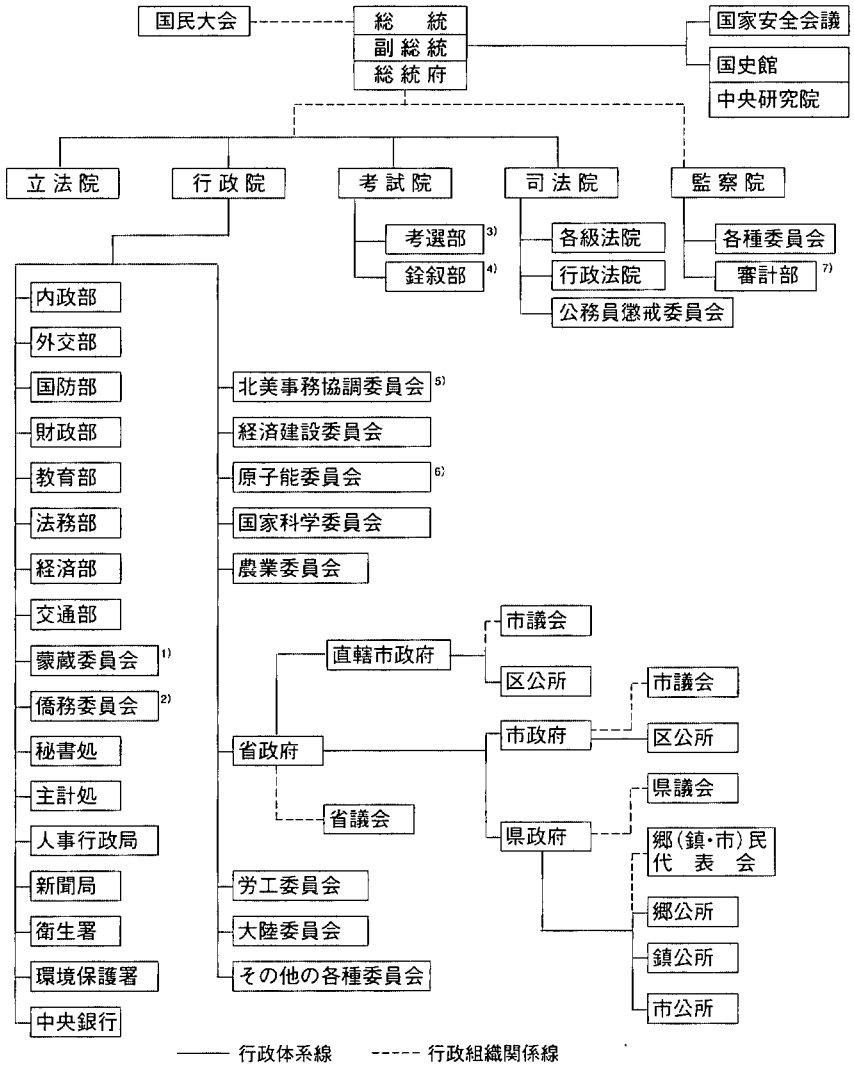 国民大会
総統
副総統
総統府
国家安全会議
国史館
中央研究院
立法院
行政院
考試院
司法院
監察院
考選部 3)
銓叙部 4)
各級法院
行政法院
公務員懲戒委員会
各種委員会
審計部 7)
内政部
外交部
国防部
財政部
教育部
法務部
経済部
交通部
蒙蔵委員会 1)
僑務委員会 2)
秘書処
主計処
人事行政局
新聞局
衛生署
環境保護署
中央銀行
北美事務協調委員会 5)
経済建設委員会
原子能委員会 6)
国家科学委員会
農業委員会
省政府
労工委員会
大陸委員会
その他の各種委員会
直轄市政府
省議会
市議会
区公所
市政府
県政府
市議会
区公所
県議会
郷(鎮・市)民
代表会
郷公所
鎮公所
市公所
行政体系線
行政組織関係線